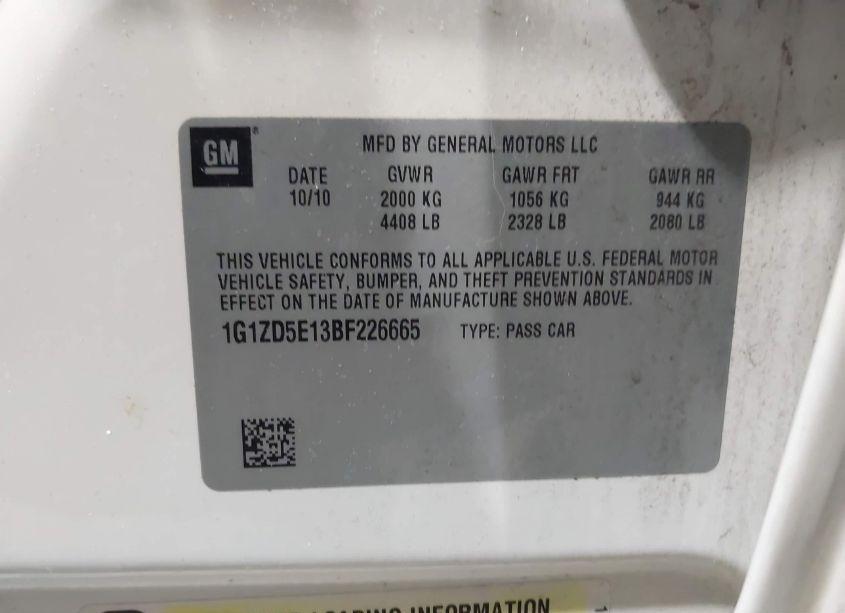 GM
MFD BY GENERAL MOTORS LLC
DATE GVWR GAWR FRT GAWR RR
10/10 2000 KG 1056 KG 944 KG
4408 LB 2328 LB 2080 LB
THIS VEHICLE CONFORMS TO ALL APPLICABLE U.S. FEDERAL MOTOR
VEHICLE SAFETY, BUMPER, AND THEFT PREVENTION STANDARDS IN
EFFECT ON THE DATE OF MANUFACTURE SHOWN ABOVE.
1G1ZD5E13BF226665 TYPE: PASS CAR
INFORMATION